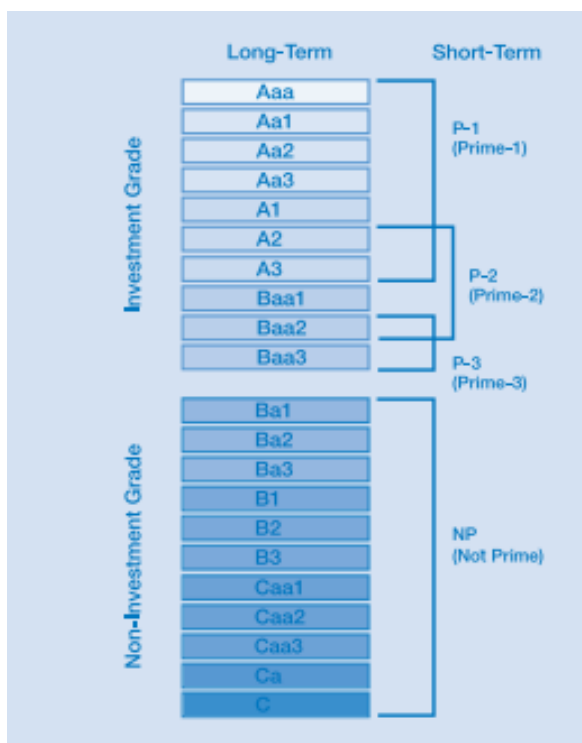 Long-Term
Short-Term
Investment Grade
Aaa
Aa1
Aa2
Aa3
A1
A2
A3
Baa1
Baa2
Baa3
P-1
(Prime-1)
P-2
(Prime-2)
P-3
(Prime-3)
Non-Investment Grade
Ba1
Ba2
Ba3
B1
B2
B3
Caa1
Caa2
Caa3
Ca
C
NP
(Not Prime)